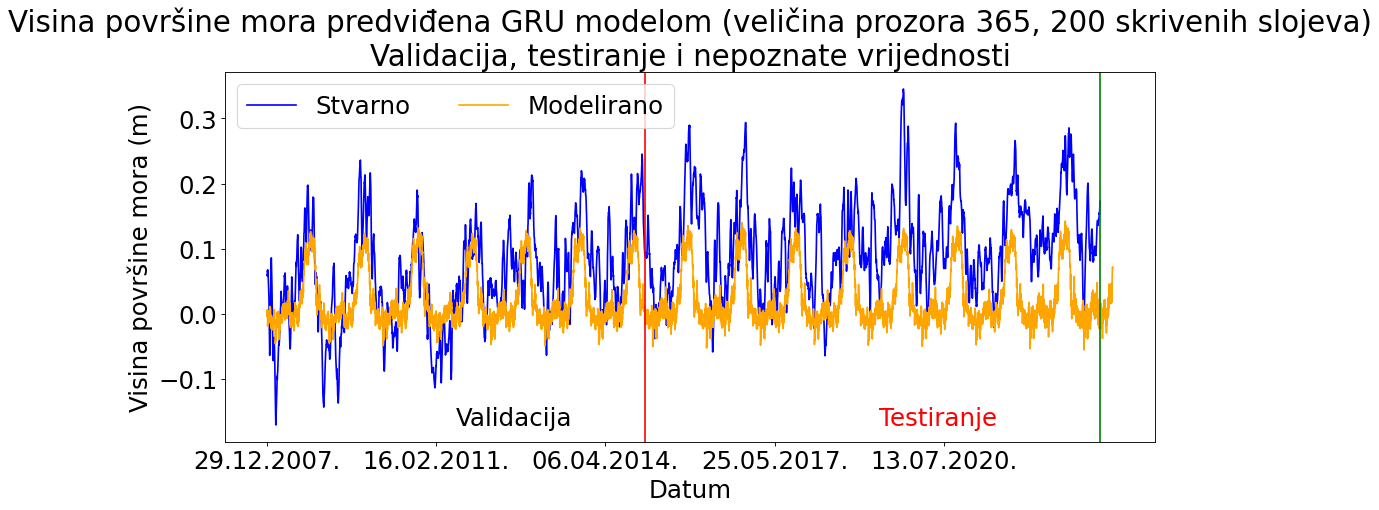 Visina površine mora predviđena GRU modelom (veličina prozora 365, 200 skrivenih slojeva)
Validacija, testiranje i nepoznate vrijednosti
Stvarno
Modelirano
Visina površine mora (m)
0.3
0.2
0.1
0.0
−0.1
Validacija
Testiranje
29.12.2007.
16.02.2011.
06.04.2014.
25.05.2017.
13.07.2020.
Datum